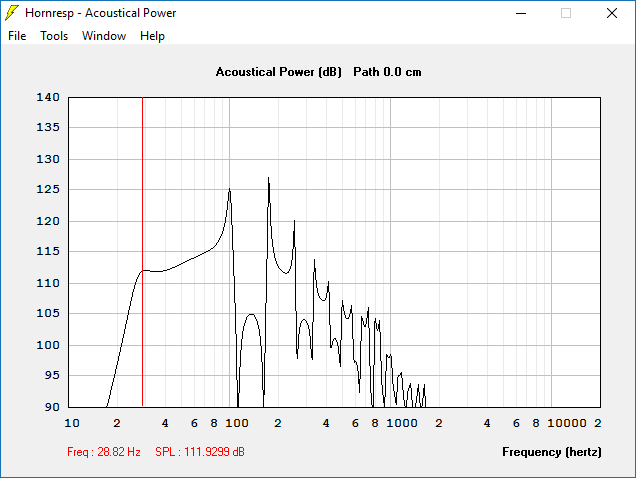 Hornresp - Acoustical Power
File Tools Window Help
Acoustical Power (dB) Path 0.0 cm
140
135
130
125
120
115
110
105
100
95
90
10 2 4 6 8 100 2 4 6 8 1000 2 4 6 8 10000 2
Freq : 28.82 Hz SPL : 111.9299 dB Frequency (hertz)